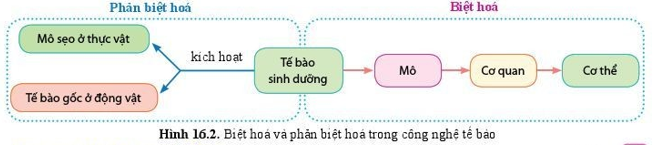 Phản biệt hoá
Biệt hoá
Mô sẹo ở thực vật
kích hoạt
Tế bào
sinh dưỡng
Mô
Cơ quan
Cơ thể
Tế bào gốc ở động vật
Hình 16.2. Biệt hoá và phản biệt hoá trong công nghệ tế bào